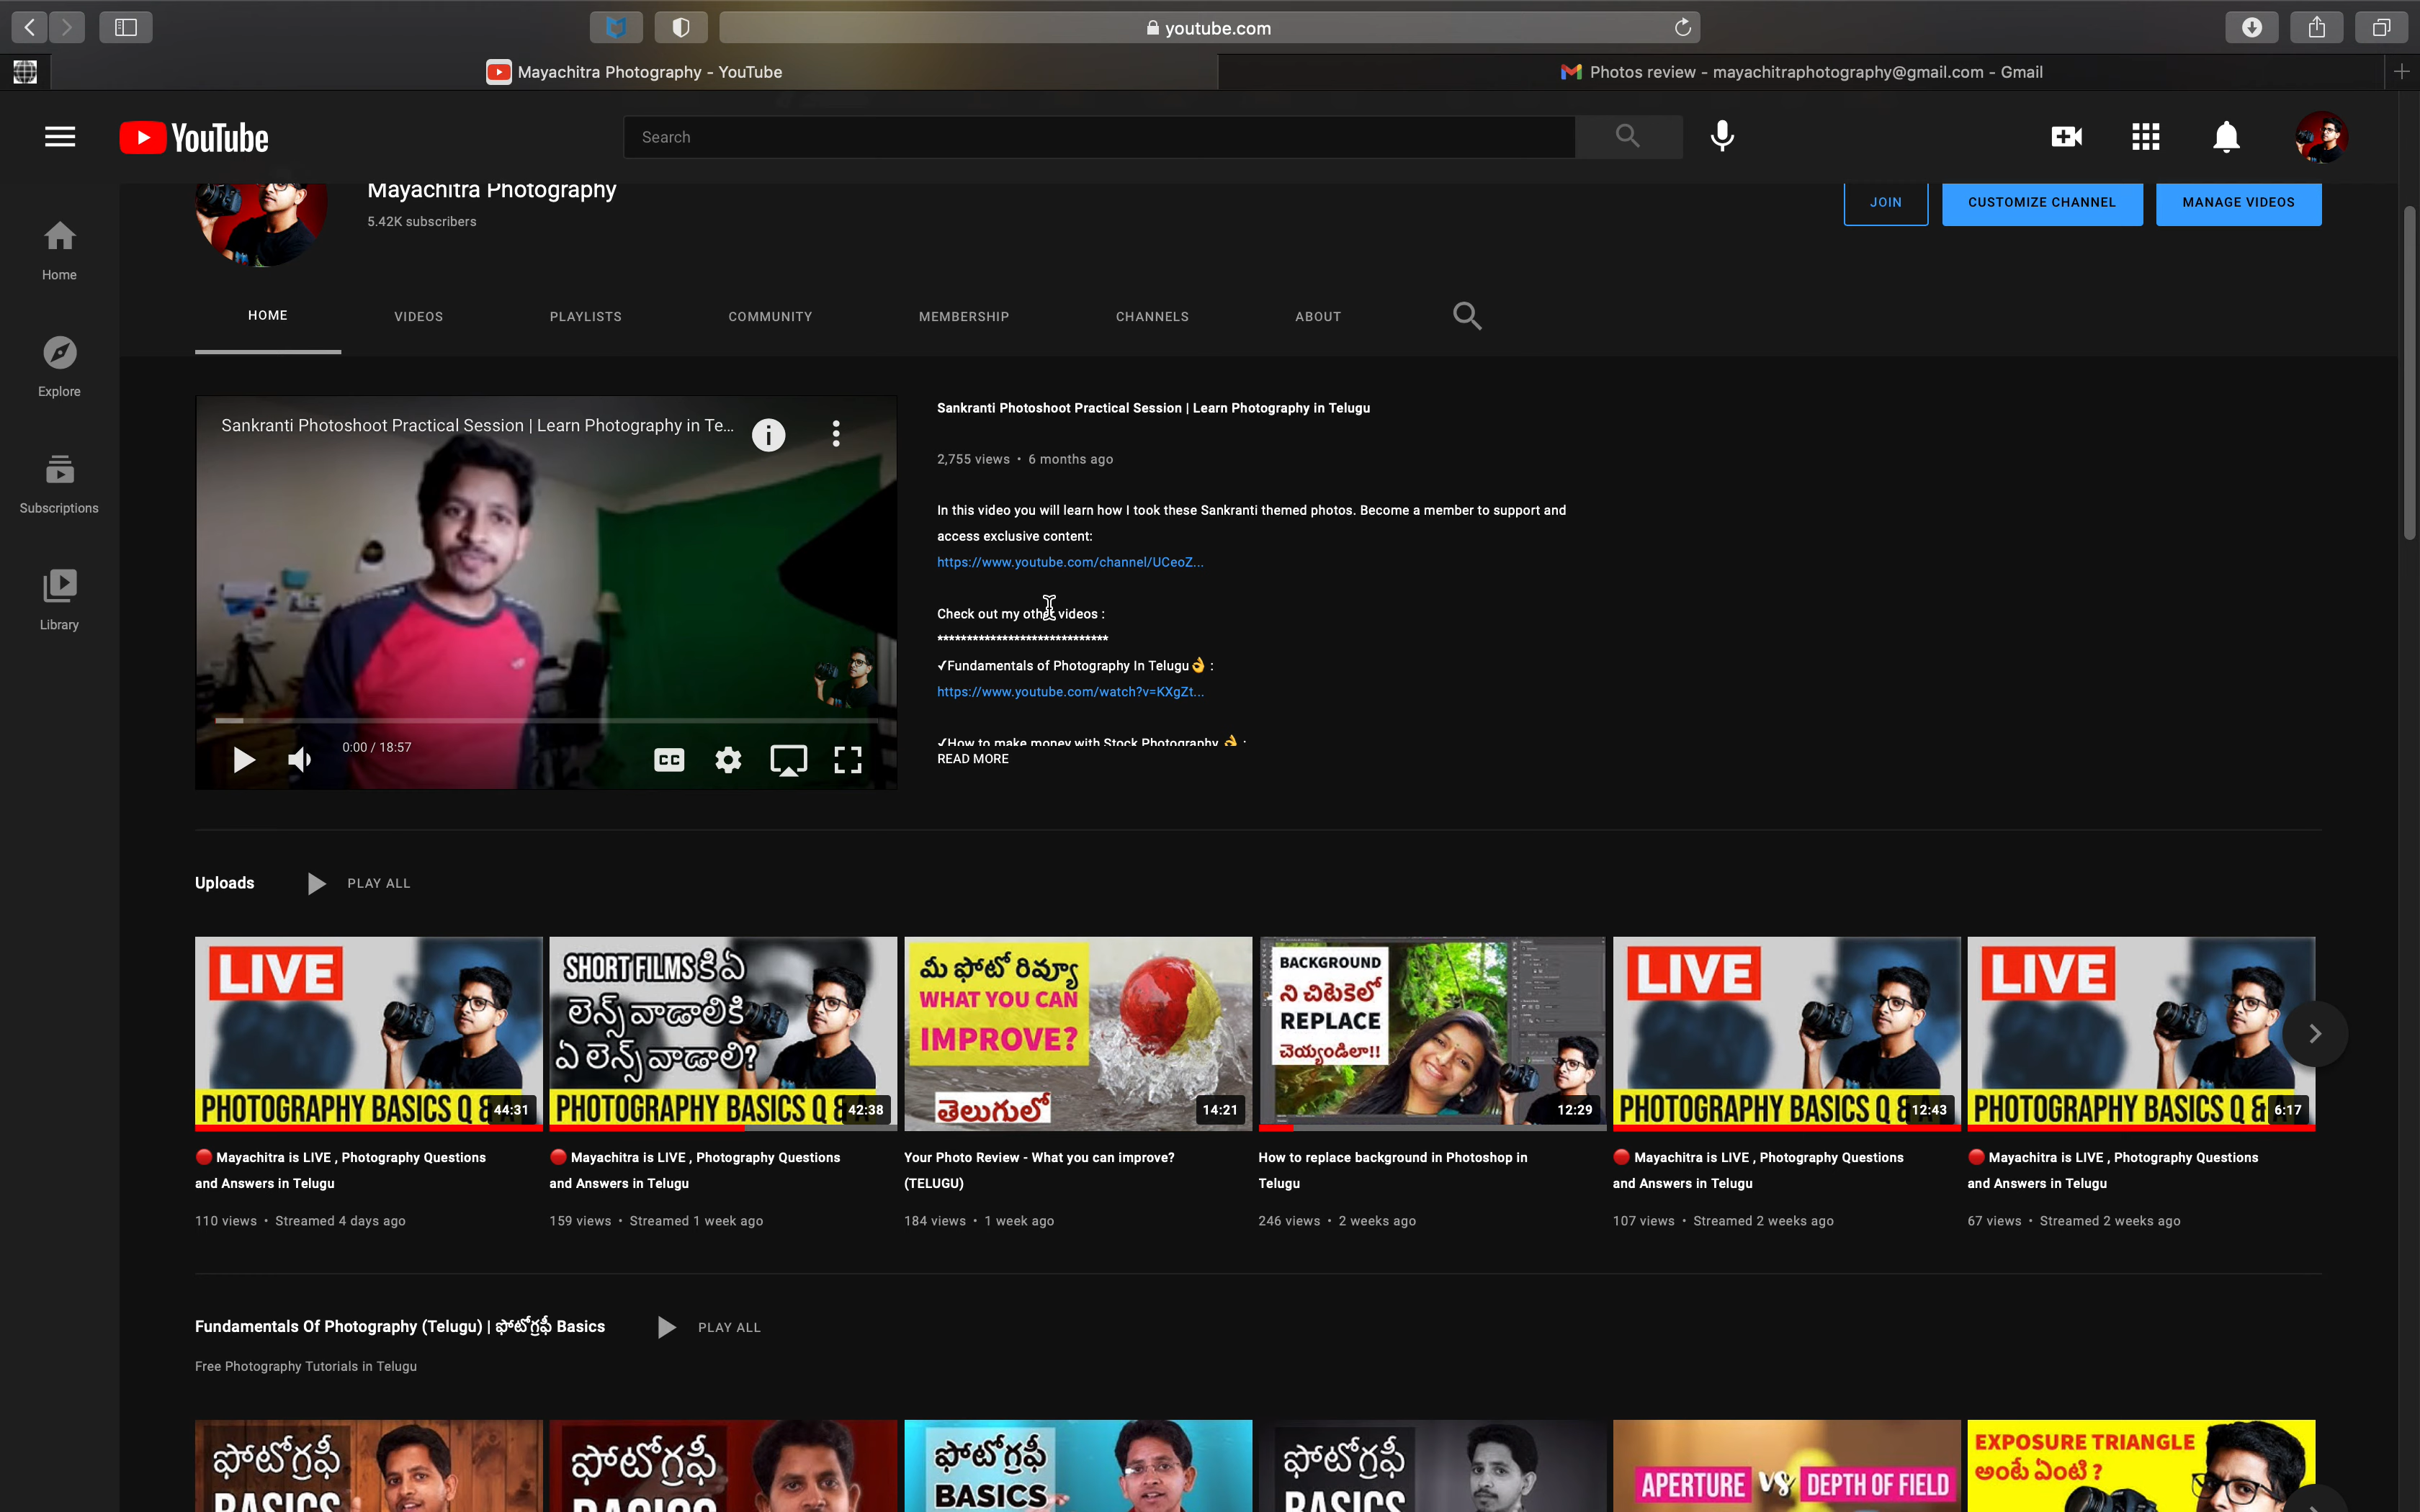 youtube.com
Mayachitra Photography - YouTube
Photos review - mayachitraphotography@gmail.com - Gmail
YouTube
Search
Mayachitra Photography
5.42K subscribers
JOIN
CUSTOMIZE CHANNEL
MANAGE VIDEOS
Home
Explore
Subscriptions
Library
HOME
VIDEOS
PLAYLISTS
COMMUNITY
MEMBERSHIP
CHANNELS
ABOUT
Sankranti Photoshoot Practical Session | Learn Photography in Te...
0:00 / 18:57
CC
Sankranti Photoshoot Practical Session | Learn Photography in Telugu
2,755 views • 6 months ago
In this video you will learn how I took these Sankranti themed photos. Become a member to support and
access exclusive content:
https://www.youtube.com/channel/UCeoZ...
Check out my other videos :
*****************************
✓Fundamentals of Photography In Telugu👌 :
https://www.youtube.com/watch?v=KXgZt...
✓How to make money with Stock Photography 👌 :
READ MORE
Uploads
PLAY ALL
LIVE
PHOTOGRAPHY BASICS Q & A
44:31
SHORT FILMS కి ఏ
లెన్స్ వాడాలి
ఏ లెన్స్ వాడాలి?
PHOTOGRAPHY BASICS Q & A
42:38
మీ ఫోటో రివ్యూ
WHAT YOU CAN
IMPROVE?
తెలుగులో
14:21
BACKGROUND
ని చిటికెలో
REPLACE
చెయ్యండిలా!!
12:29
LIVE
PHOTOGRAPHY BASICS Q & A
12:43
LIVE
PHOTOGRAPHY BASICS Q &
6:17
🔴 Mayachitra is LIVE , Photography Questions
and Answers in Telugu
110 views • Streamed 4 days ago
🔴 Mayachitra is LIVE , Photography Questions
and Answers in Telugu
159 views • Streamed 1 week ago
Your Photo Review - What you can improve?
(TELUGU)
184 views • 1 week ago
How to replace background in Photoshop in
Telugu
246 views • 2 weeks ago
🔴 Mayachitra is LIVE , Photography Questions
and Answers in Telugu
107 views • Streamed 2 weeks ago
🔴 Mayachitra is LIVE , Photography Questions
and Answers in Telugu
67 views • Streamed 2 weeks ago
Fundamentals Of Photography (Telugu) | ఫోటోగ్రఫీ Basics
PLAY ALL
Free Photography Tutorials in Telugu
ఫోటోగ్రఫీ
BASICS
ఫోటోగ్రఫీ
BASICS
ఫోటోగ్రఫీ
BASICS
ఫోటోగ్రఫీ
BASICS
APERTURE VS DEPTH OF FIELD
EXPOSURE TRIANGLE
అంటే ఏంటి ?